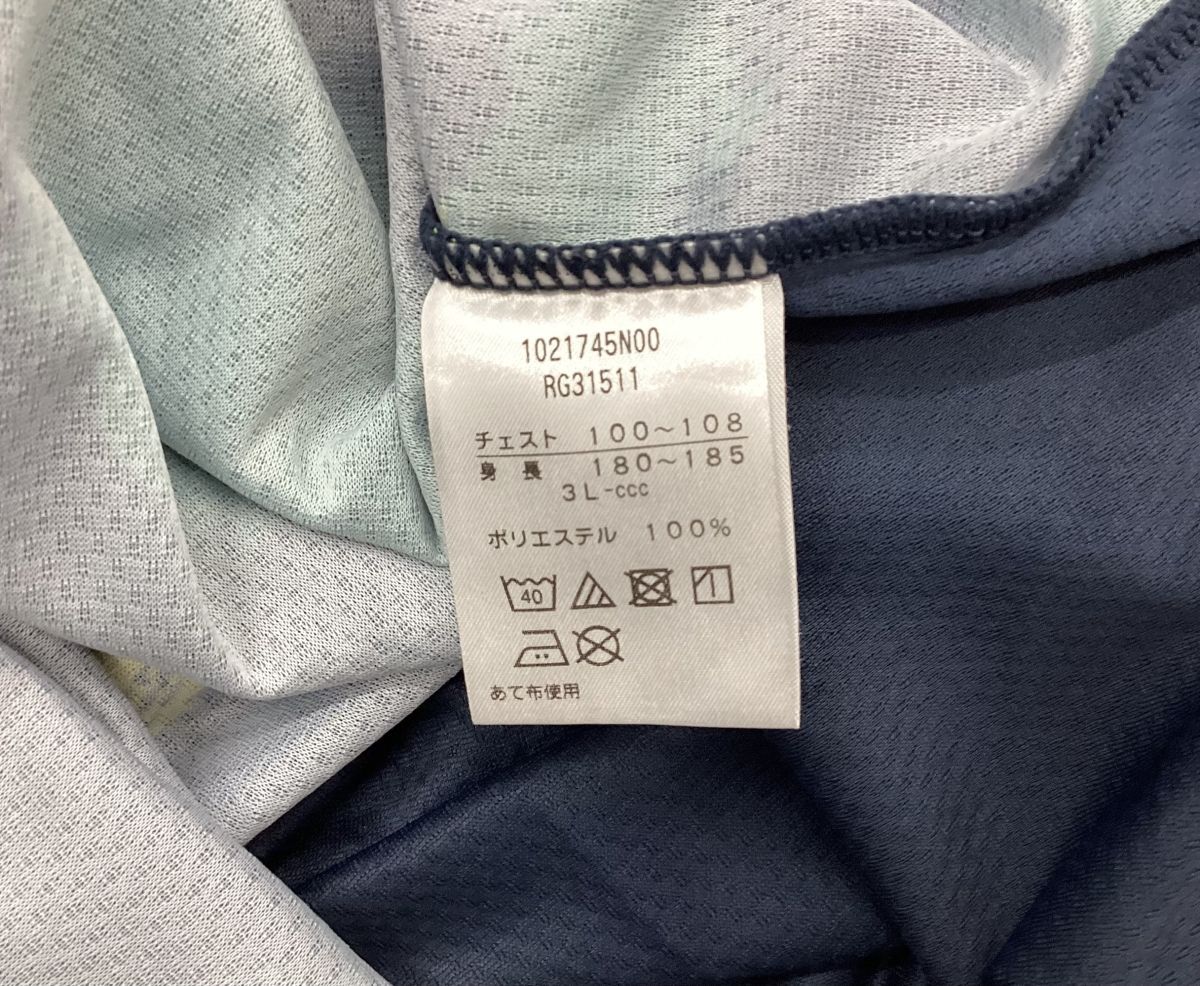 1021745N00
RG31511
チェスト 100～108
身 長 180～185
3L-ccc
ポリエステル 100%
40
あて布使用